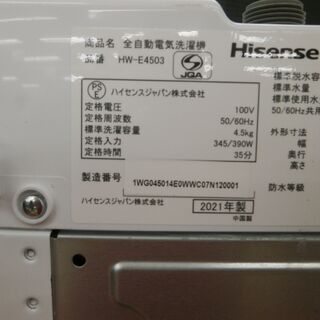 商品名 全自動電気洗濯機 Hisense
品番 HW-E4503 JQA
PS E ハイセンスジャパン株式会社
定格電圧 100V
定格周波数 50/60Hz
標準洗濯容量 4.5kg
定格入力 345/390W
定格時間 35分
製造番号 1WG045014E0WWC07N120001
ハイセンスジャパン株式会社 2021年製
中国製
標準脱水容
標準水量
標準使用水
50/60Hz共用
外形寸法
幅
奥行
高さ
防水等級